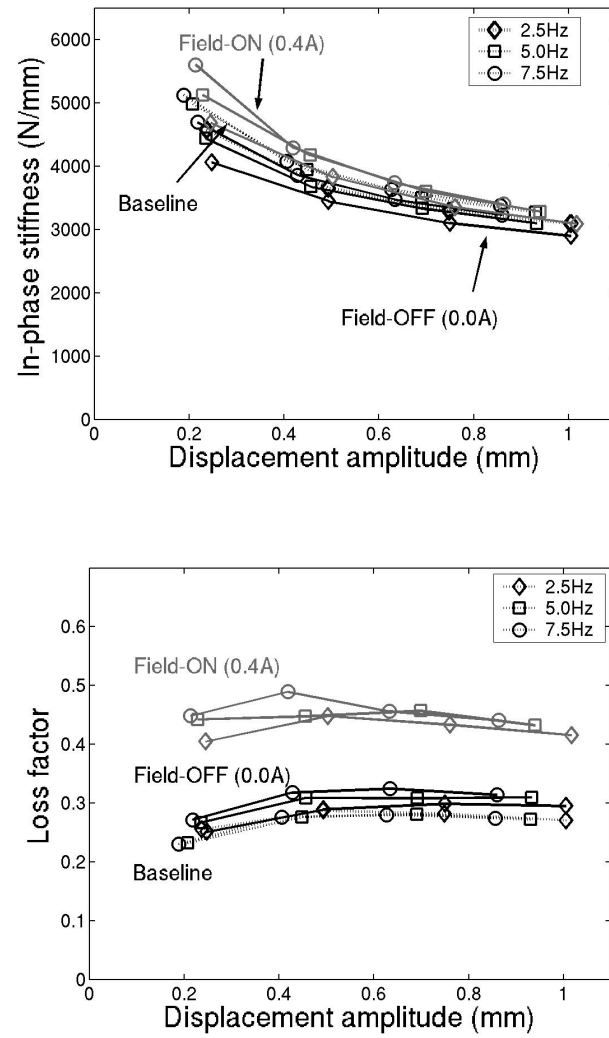 6000
5000
4000
3000
2000
1000
0
In-phase stiffness (N/mm)
Field-ON (0.4A)
2.5Hz
5.0Hz
7.5Hz
Baseline
Field-OFF (0.0A)
0 0.2 0.4 0.6 0.8 1
Displacement amplitude (mm)
0.6
0.5
0.4
0.3
0.2
0.1
0
Loss factor
2.5Hz
5.0Hz
7.5Hz
Field-ON (0.4A)
Field-OFF (0.0A)
Baseline
0 0.2 0.4 0.6 0.8 1
Displacement amplitude (mm)